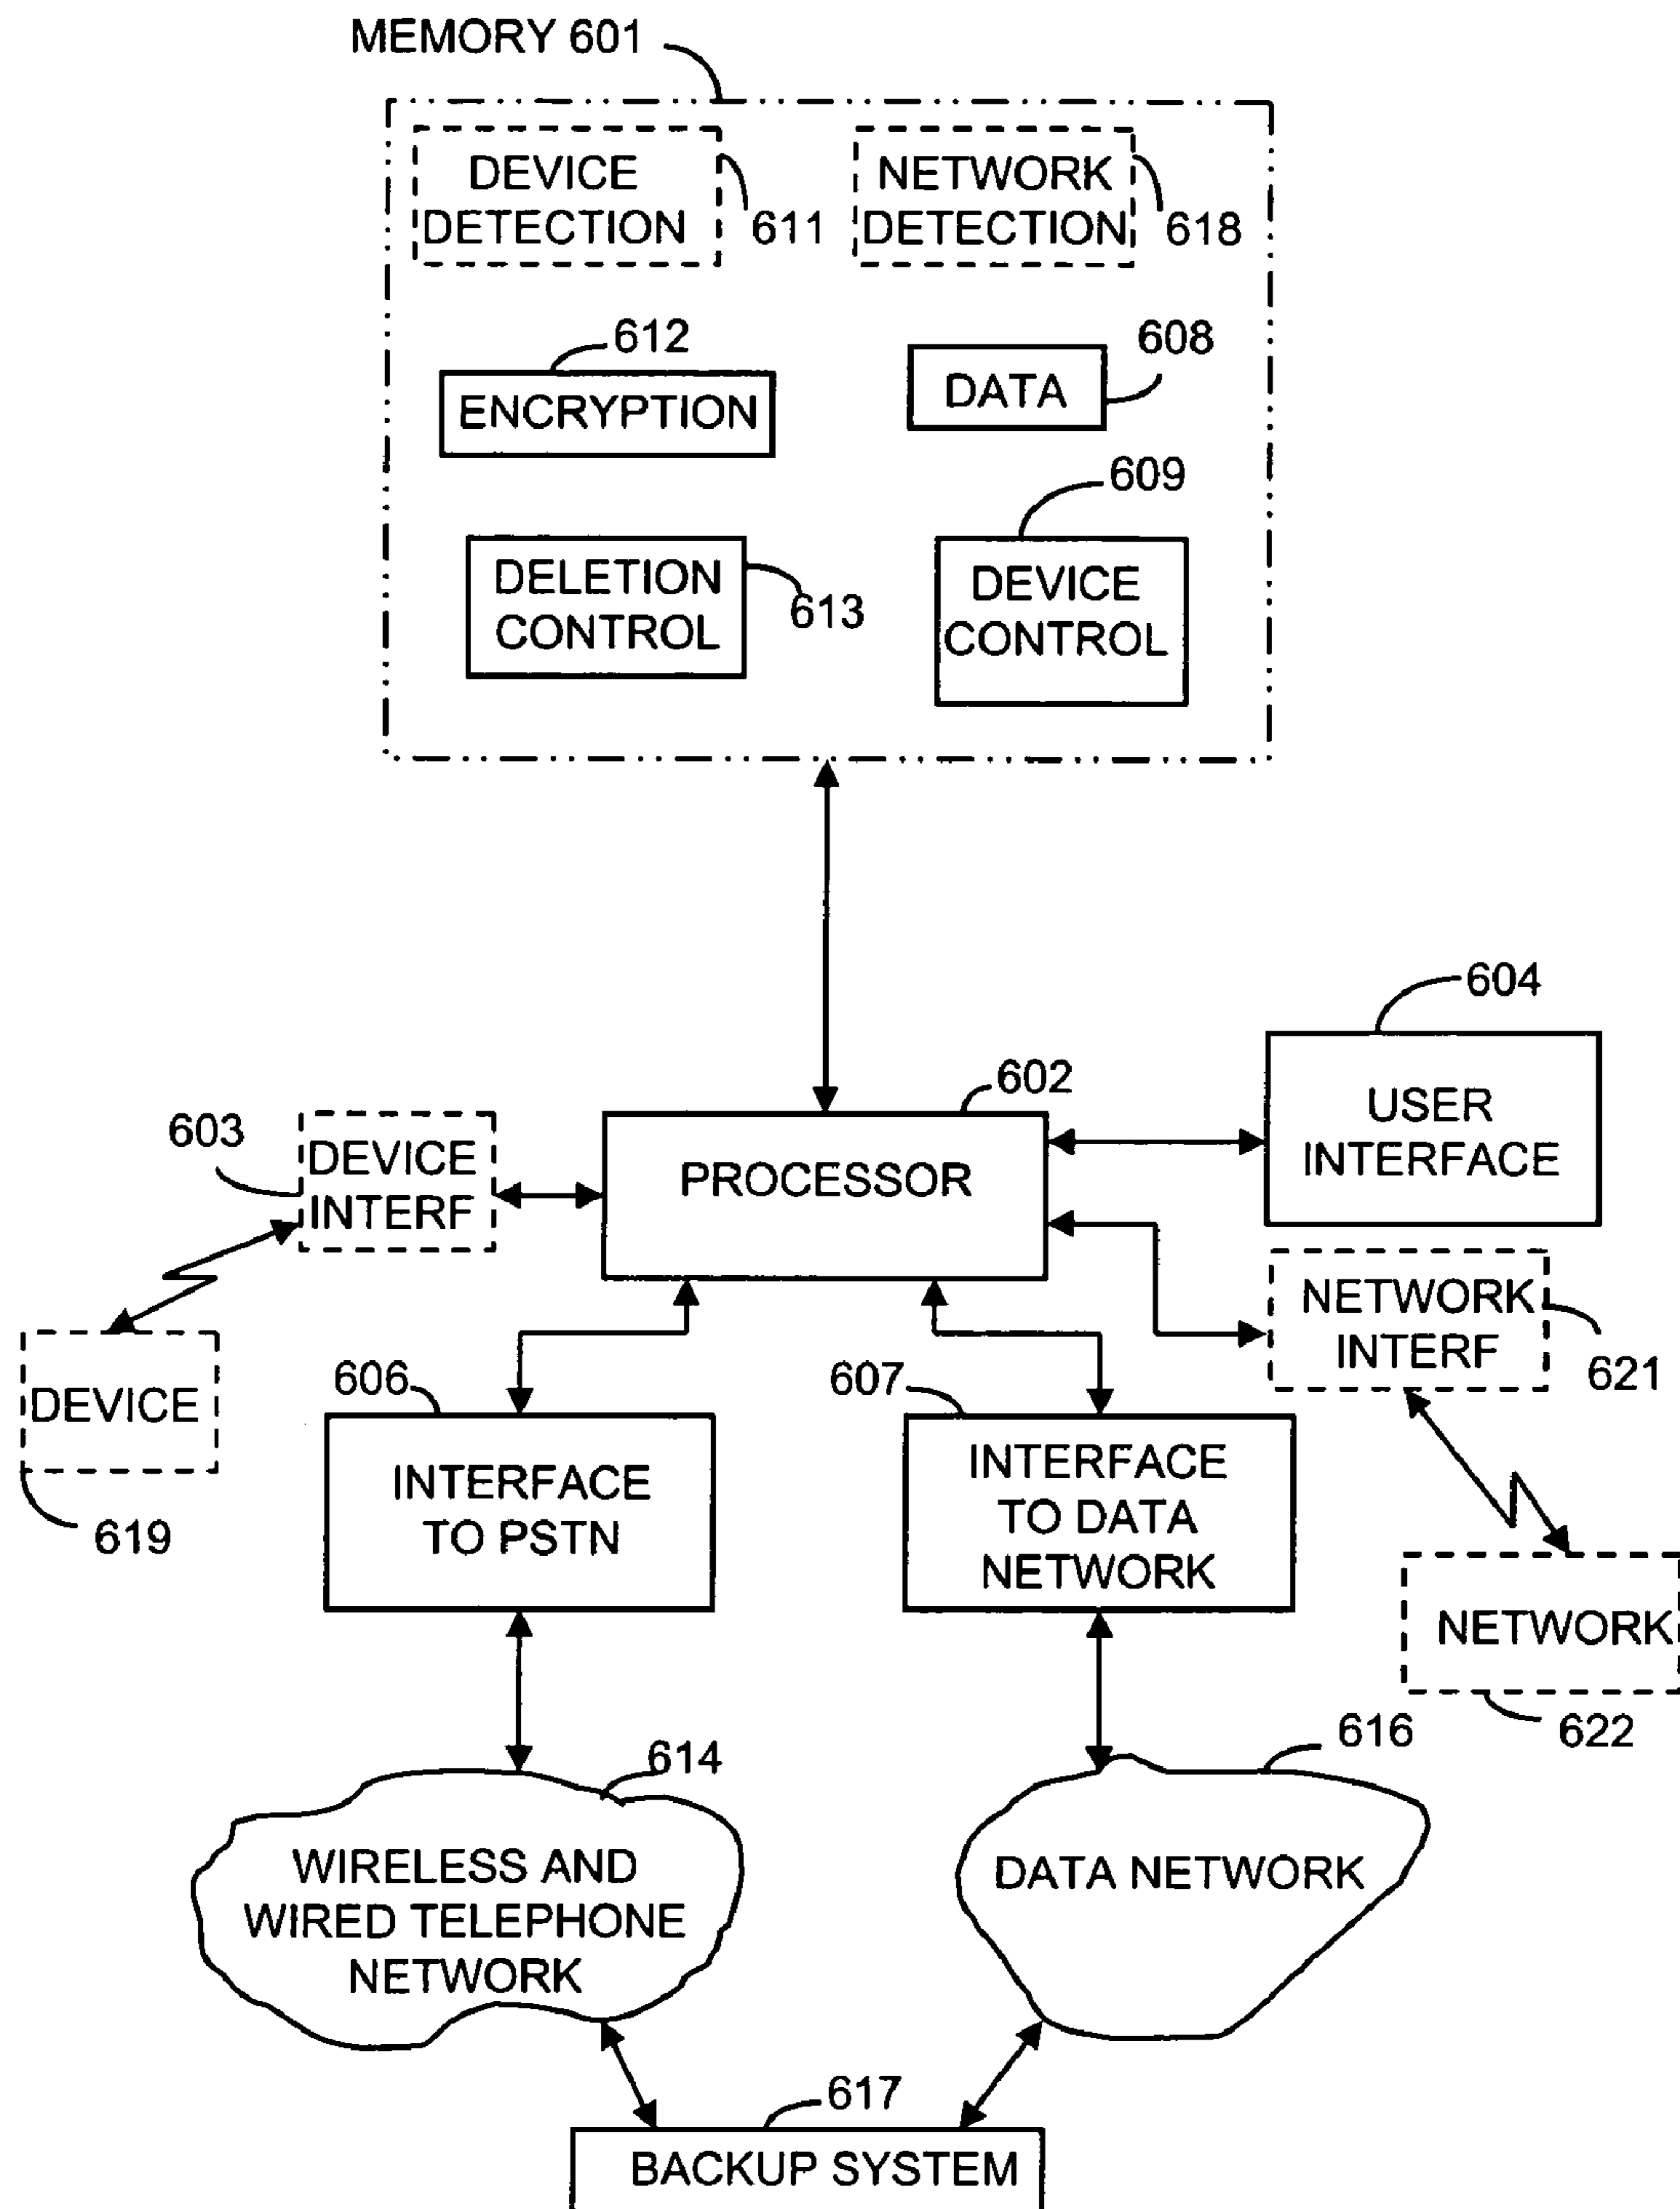 MEMORY 601
DEVICE
DETECTION
611
NETWORK
DETECTION
618
612
ENCRYPTION
608
DATA
609
DELETION
CONTROL
613
DEVICE
CONTROL
604
USER
INTERFACE
602
PROCESSOR
603
DEVICE
INTERF
NETWORK
INTERF
621
DEVICE
619
606
INTERFACE
TO PSTN
607
INTERFACE
TO DATA
NETWORK
NETWORK
622
614
WIRELESS AND
WIRED TELEPHONE
NETWORK
616
DATA NETWORK
617
BACKUP SYSTEM